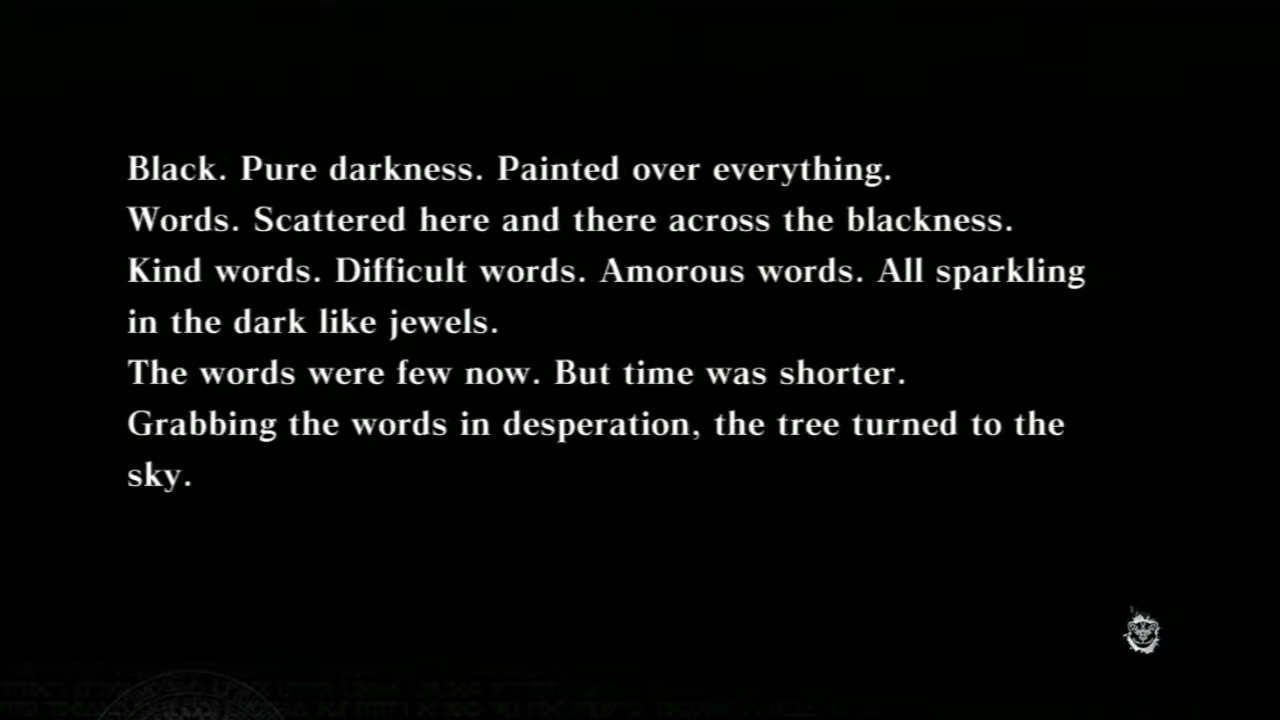 Black. Pure darkness. Painted over everything.
Words. Scattered here and there across the blackness.
Kind words. Difficult words. Amorous words. All sparkling
in the dark like jewels.
The words were few now. But time was shorter.
Grabbing the words in desperation, the tree turned to the
sky.